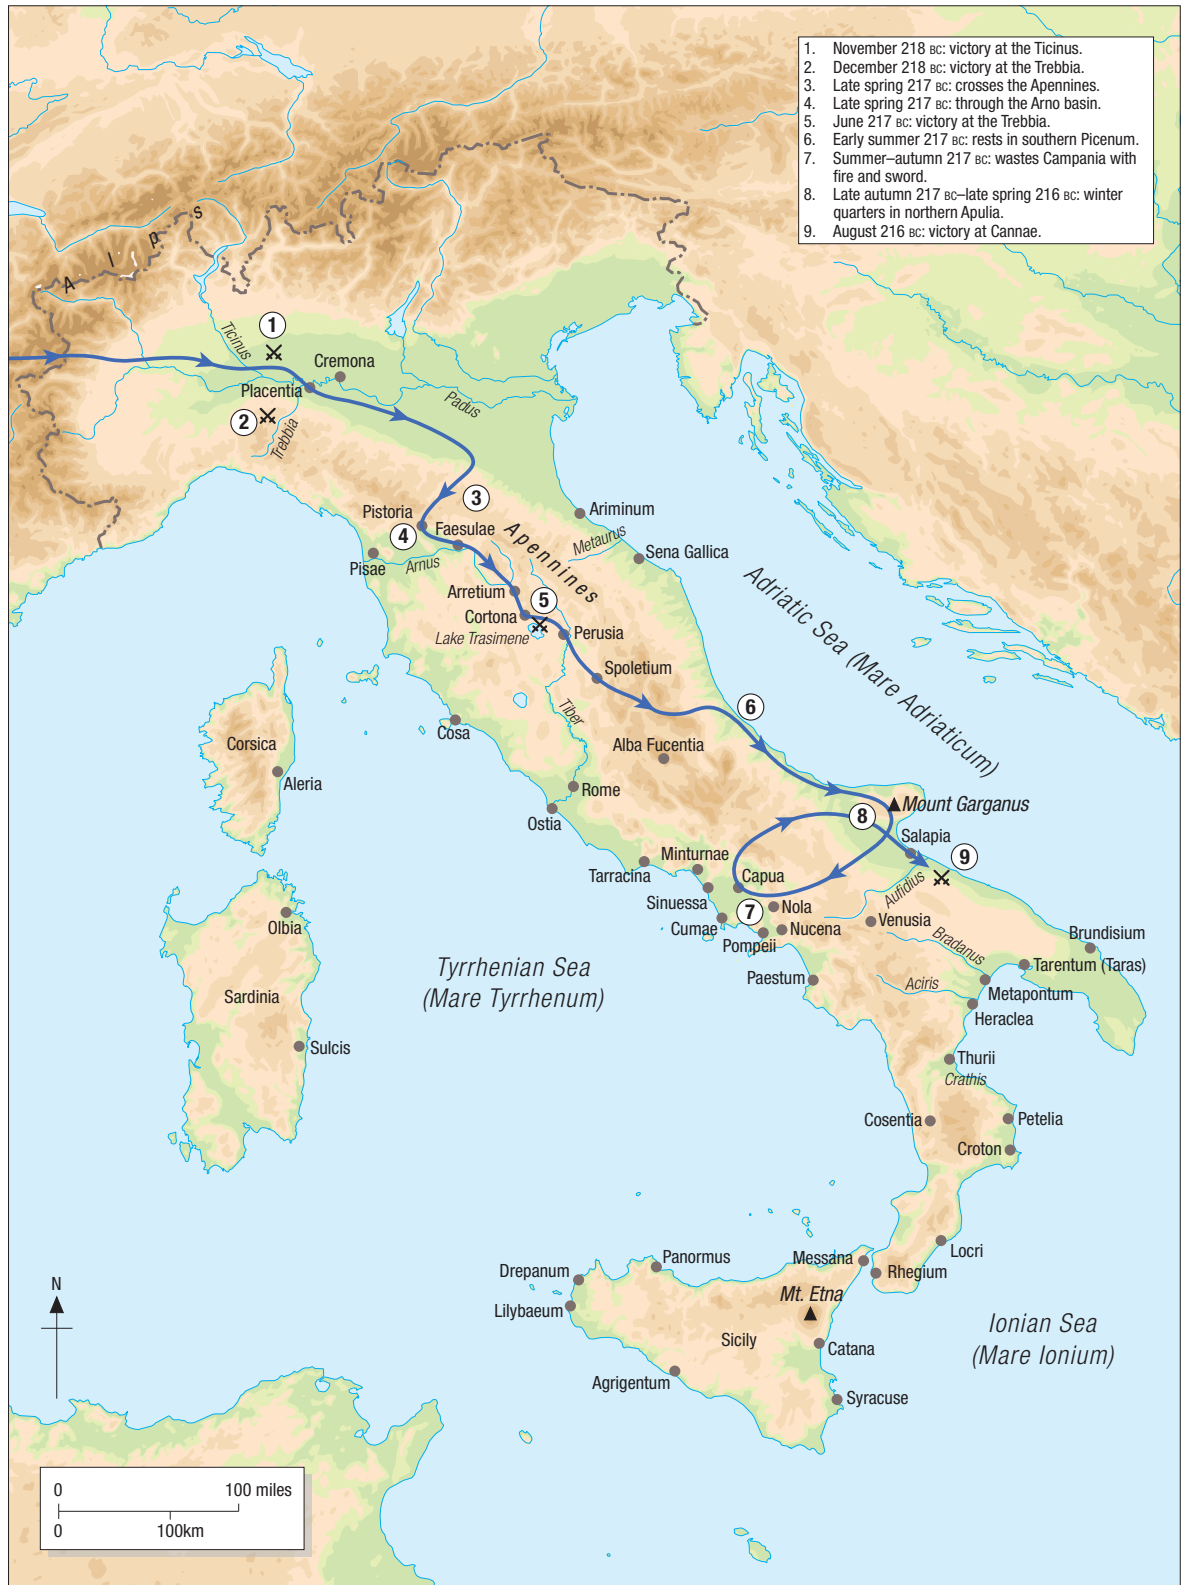 1. November 218 BC: victory at the Ticinus.
2. December 218 BC: victory at the Trebbia.
3. Late spring 217 BC: crosses the Apennines.
4. Late spring 217 BC: through the Arno basin.
5. June 217 BC: victory at the Trebbia.
6. Early summer 217 BC: rests in southern Picenum.
7. Summer–autumn 217 BC: wastes Campania with
fire and sword.
8. Late autumn 217 BC–late spring 216 BC: winter
quarters in northern Apulia.
9. August 216 BC: victory at Cannae.
Alps
1
Ticinus
Cremona
Placentia
Padus
2
Trebbia
3
Pistoria
Ariminum
4
Faesulae
Apennines
Metaurus
Sena Gallica
Pisae
Arnus
Arretium
5
Cortona
Lake Trasimene
Perusia
Adriatic Sea (Mare Adriaticum)
Spoletium
6
Tiber
Cosa
Corsica
Alba Fucentia
Aleria
Rome
Mount Garganus
Ostia
8
Salapia
Minturnae
9
Tarracina
Capua
Aufidius
Sinuessa
7
Nola
Olbia
Cumae
Nucena
Venusia
Pompeii
Bradanus
Brundisium
Tyrrhenian Sea
(Mare Tyrrhenum)
Tarentum (Taras)
Paestum
Aciris
Metapontum
Sardinia
Heraclea
Sulcis
Thurii
Crathis
Cosentia
Petelia
Croton
Locri
Panormus
Messana
Drepanum
Rhegium
N
Mt. Etna
Lilybaeum
Ionian Sea
(Mare Ionium)
Sicily
Catana
Agrigentum
Syracuse
0 100 miles
0 100km